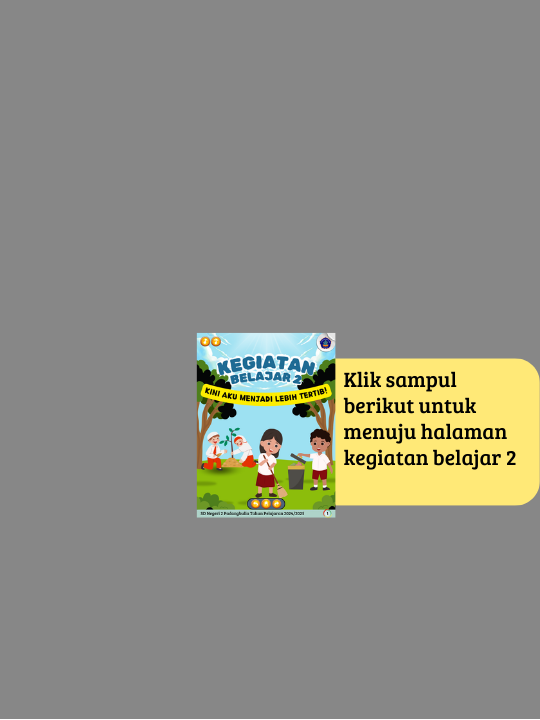 KEGIATAN
BELAJAR 2
KINI AKU MENJADI LEBIH TERTIB!
Klik sampul
berikut untuk
menuju halaman
kegiatan belajar 2
SD Negeri 2 Padangbulia Tahun Pelajaran 2024/2025
1